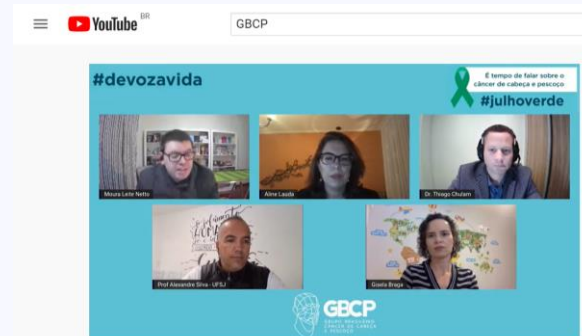 YouTube BR
GBCP
#devozavida
É tempo de falar sobre o
câncer de cabeça e pescoço
#julhoverde
Moura Leite Netto
Aline Lauda
Dr. Thiago Chulam
Prof Alexandre Silva - UFSJ
Gisele Braga
GBCP
GRUPO BRASILEIRO
CÂNCER DE CABEÇA
E PESCOÇO